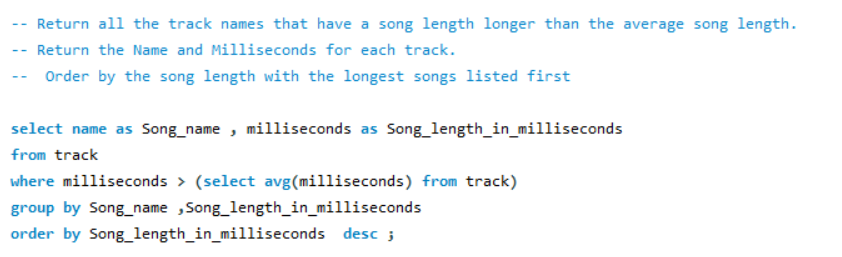 -- Return all the track names that have a song length longer than the average song length.
-- Return the Name and Milliseconds for each track.
--  Order by the song length with the longest songs listed first
select name as Song_name , milliseconds as Song_length_in_milliseconds
from track
where milliseconds > (select avg(milliseconds) from track)
group by Song_name ,Song_length_in_milliseconds
order by Song_length_in_milliseconds  desc ;